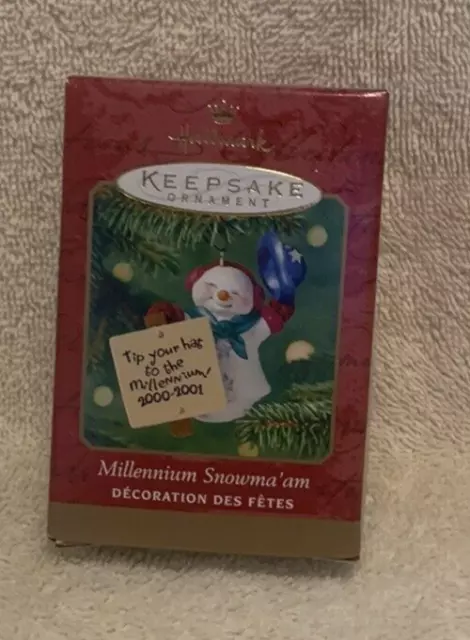 Hallmark
KEEPSAKE
ORNAMENT
Tip your hat
to the
Millennium!
2000-2001
Millennium Snowma'am
DÉCORATION DES FÊTES